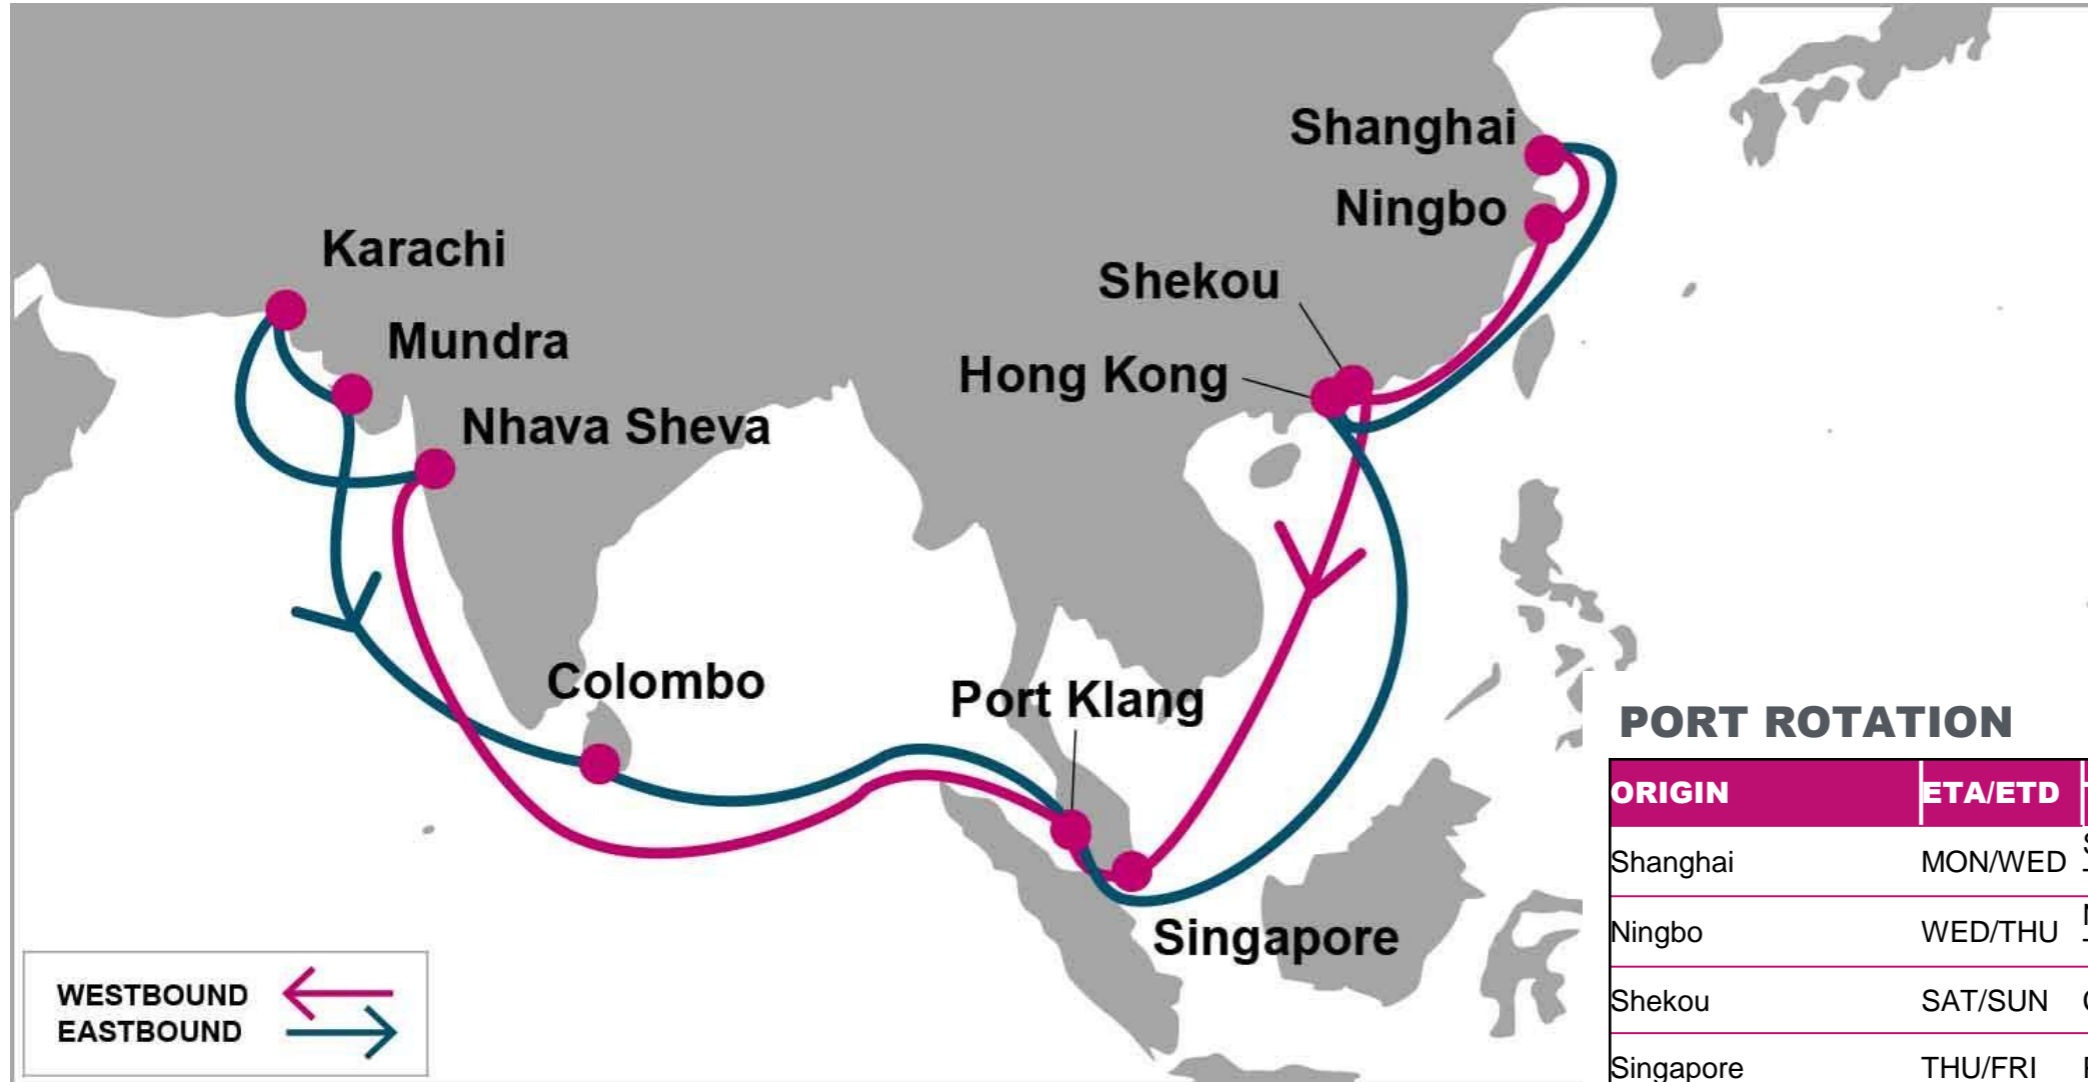 Shanghai
Ningbo
Karachi
Shekou
Mundra
Hong Kong
Nhava Sheva
Colombo
Port Klang
Singapore
WESTBOUND
EASTBOUND
PORT ROTATION
ORIGIN ETA/ETD
Shanghai MON/WED
Ningbo WED/THU
Shekou SAT/SUN
Singapore THU/FRI